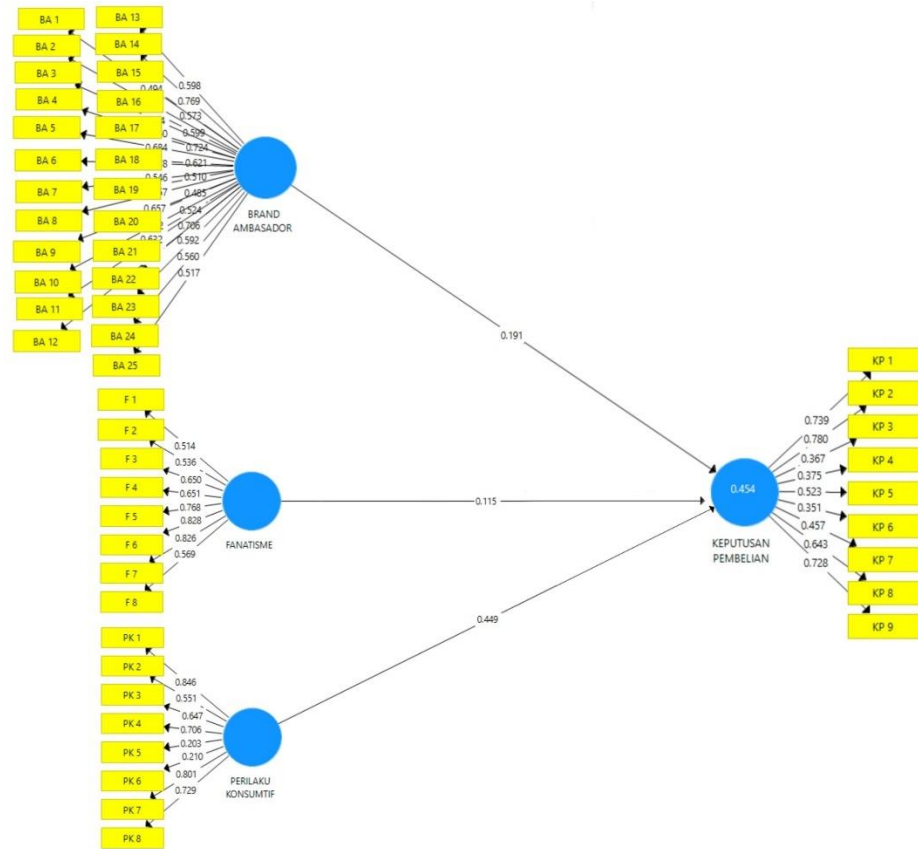 BA 1
BA 2
BA 3
BA 4
BA 5
BA 6
BA 7
BA 8
BA 9
BA 10
BA 11
BA 12
BA 13
BA 14
BA 15
BA 16
BA 17
BA 18
BA 19
BA 20
BA 21
BA 22
BA 23
BA 24
BA 25
0.598
0.769
0.573
0.599
0.724
0.621
0.510
0.485
0.524
0.706
0.592
0.560
0.517
BRAND
AMBASADOR
0.191
F 1
F 2
F 3
F 4
F 5
F 6
F 7
F 8
0.514
0.536
0.650
0.651
0.768
0.828
0.826
0.569
FANATISME
0.115
PK 1
PK 2
PK 3
PK 4
PK 5
PK 6
PK 7
PK 8
0.846
0.551
0.647
0.706
0.203
0.210
0.801
0.729
PERILAKU
KONSUMTIF
0.449
0.454
KEPUTUSAN
PEMBELIAN
0.739
0.780
0.367
0.375
0.523
0.351
0.457
0.643
0.728
KP 1
KP 2
KP 3
KP 4
KP 5
KP 6
KP 7
KP 8
KP 9